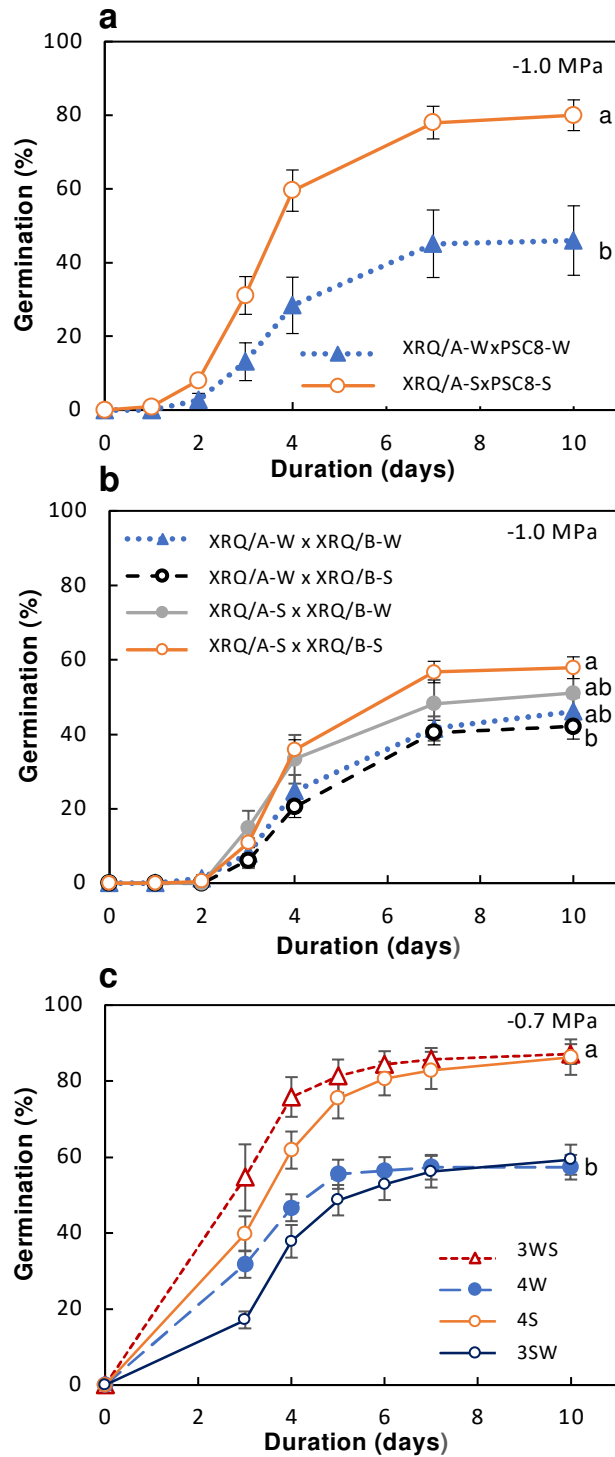 a
100
80
60
40
20
0
Germination (%)
-1.0 MPa
a
b
XRQ/A-WxPSC8-W
XRQ/A-SxPSC8-S
0 2 4 6 8 10
Duration (days)
b
100
80
60
40
20
0
Germination (%)
-1.0 MPa
XRQ/A-W x XRQ/B-W
XRQ/A-W x XRQ/B-S
XRQ/A-S x XRQ/B-W
XRQ/A-S x XRQ/B-S
a
ab
ab
b
0 2 4 6 8 10
Duration (days)
c
100
80
60
40
20
0
Germination (%)
-0.7 MPa
a
b
3WS
4W
4S
3SW
0 2 4 6 8 10
Duration (days)